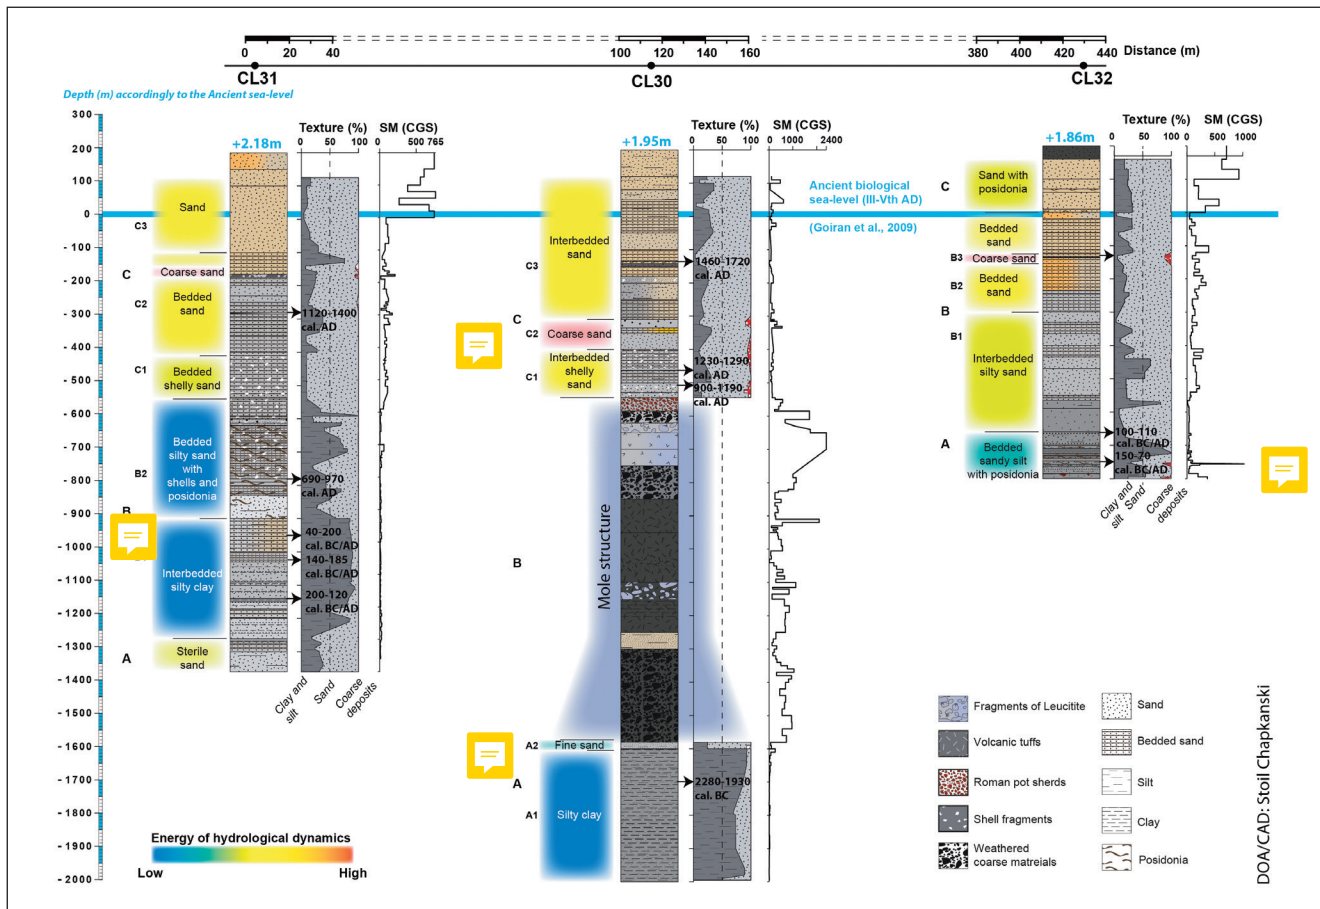 0 20 40 100 120 140 160 380 400 420 440 Distance (m)
CL31 CL30 CL32
Depth (m) accordingly to the Ancient sea-level
300
200
100
0
- 100
- 200
- 300
- 400
- 500
- 600
- 700
- 800
- 900
- 1000
- 1100
- 1200
- 1300
- 1400
- 1500
- 1600
- 1700
- 1800
- 1900
- 2000
+2.18m
Texture (%)
0 50 100
SM (CGS)
0 500 765
Sand
C3
Coarse sand
C
C2
Bedded
sand
C1
Bedded
shelly sand
Bedded
silty sand
with
shells and
posidonia
B2
B
Interbedded
silty clay
A
Sterile
sand
1120-1400
cal. AD
690-970
cal. AD
40-200
cal. BC/AD
140-185
cal. BC/AD
200-120
cal. BC/AD
Clay and
silt
Sand
Coarse
deposits
+1.95m
Texture (%)
0 50 100
SM (CGS)
0 1000 2400
Interbedded
sand
C3
C
C2
Coarse sand
Interbedded
shelly
sand
C1
B
Mole structure
A2
Fine sand
A
A1
Silty clay
1460-1720
cal. AD
1230-1290
cal. AD
900-1190
cal. AD
2280-1930
cal. BC
Ancient biological
sea-level (III-Vth AD)
(Goiran et al., 2009)
+1.86m
Texture (%)
0 50 100
SM (CGS)
0 500 1000
C
Sand with
posidonia
Bedded
sand
B3
Coarse sand
B2
Bedded
sand
B
B1
Interbedded
silty sand
A
Bedded
sandy silt
with posidonia
100-110
cal. BC/AD
150-70
cal. BC/AD
Clay and
silt
Sand
Coarse
deposits
Energy of hydrological dynamics
Low High
Fragments of Leucitite
Volcanic tuffs
Roman pot sherds
Shell fragments
Weathered
coarse matreials
Sand
Bedded sand
Silt
Clay
Posidonia
DOA/CAD: Stoil Chapkanski